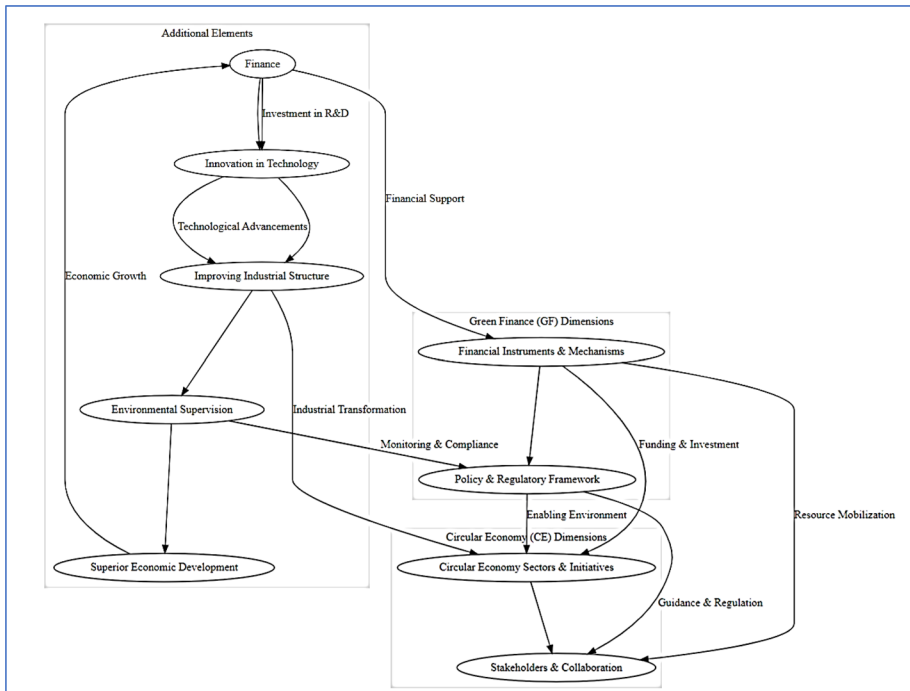 Additional Elements
Finance
Investment in R&D
Innovation in Technology
Financial Support
Technological Advancements
Economic Growth
Improving Industrial Structure
Green Finance (GF) Dimensions
Financial Instruments & Mechanisms
Environmental Supervision
Industrial Transformation
Monitoring & Compliance
Funding & Investment
Policy & Regulatory Framework
Enabling Environment
Resource Mobilization
Circular Economy (CE) Dimensions
Superior Economic Development
Circular Economy Sectors & Initiatives
Guidance & Regulation
Stakeholders & Collaboration